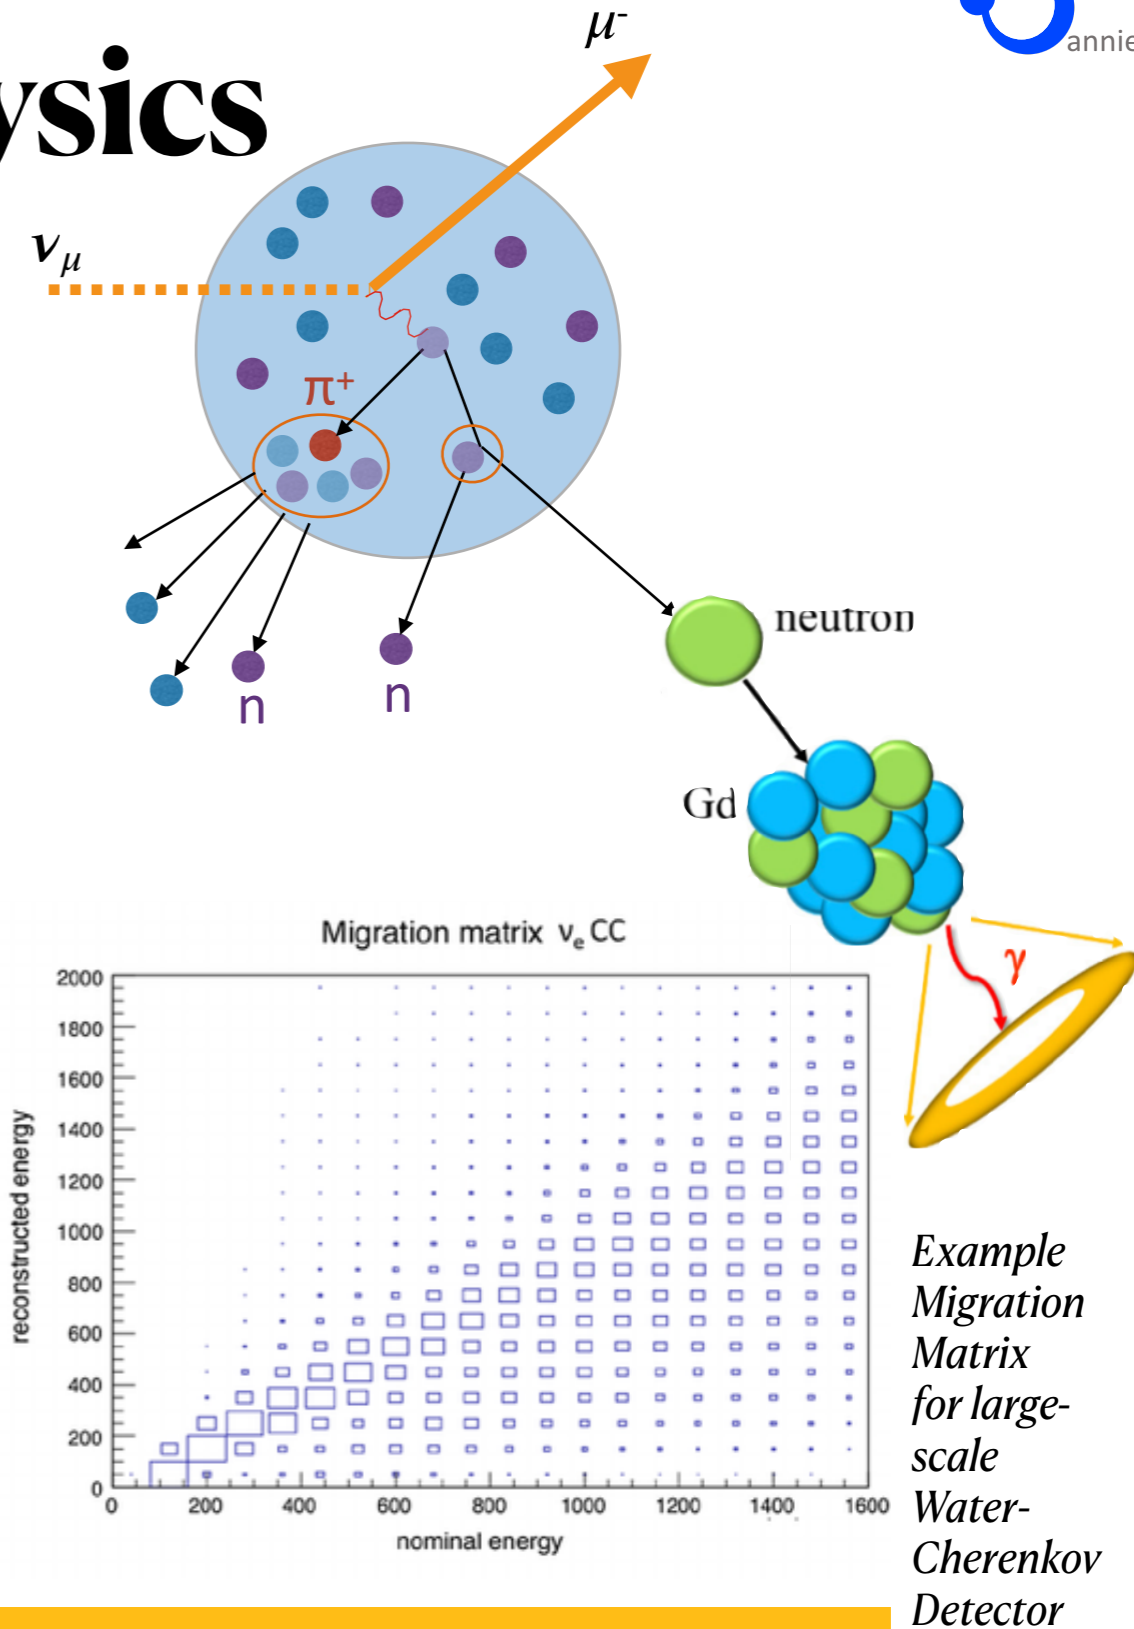 μ⁻
annie
ysics
ν_μ
π⁺
neutron
n
n
Gd
γ
Migration matrix νₑ CC
2000
1800
1600
1400
1200
1000
800
600
400
200
0
reconstructed energy
0 200 400 600 800 1000 1200 1400 1600
nominal energy
Example
Migration
Matrix
for large-
scale
Water-
Cherenkov
Detector